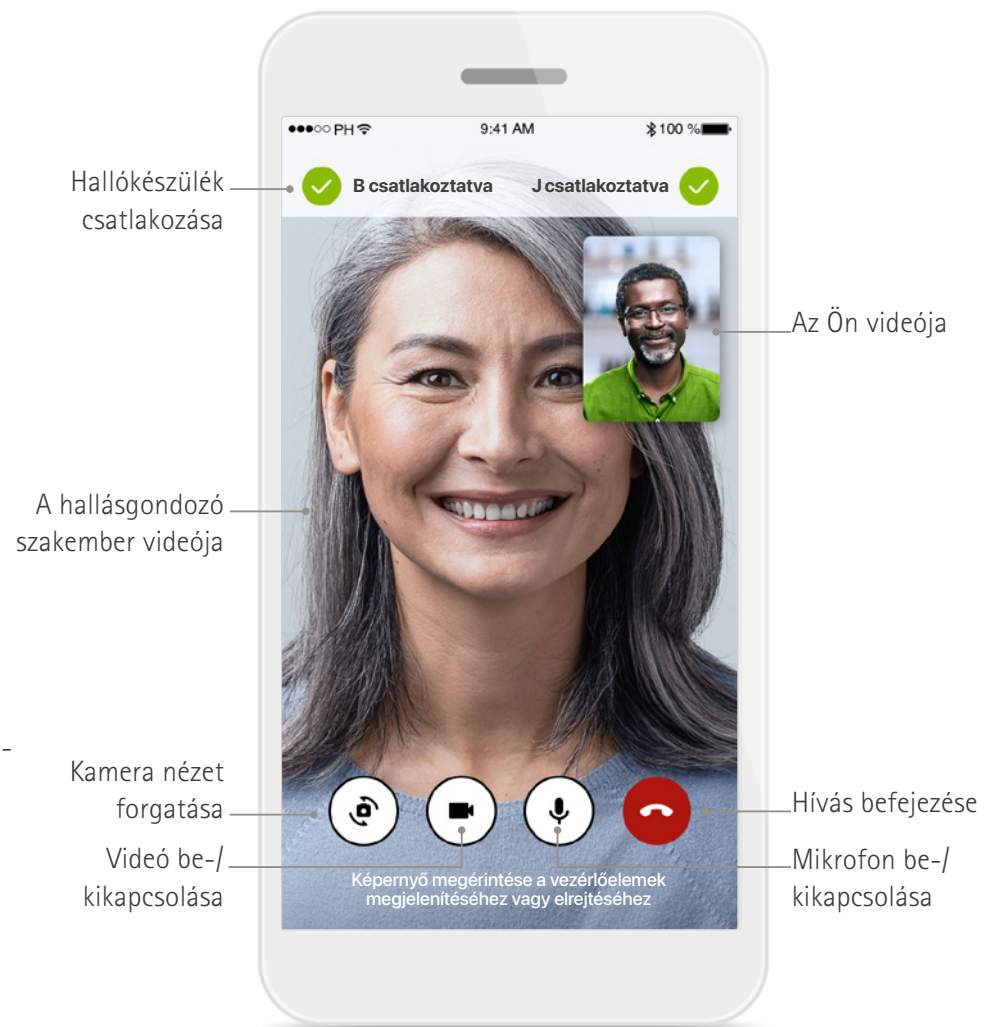 PH
9:41 AM
100 %
Hallókészülék
csatlakozása
B csatlakoztatva
J csatlakoztatva
Az Ön videója
A hallásgondozó
szakember videója
-
Kamera nézet
forgatása
Hívás befejezése
Videó be-/
kikapcsolása
Mikrofon be-/
kikapcsolása
Képernyő megérintése a vezérlőelemek
megjelenítéséhez vagy elrejtéséhez